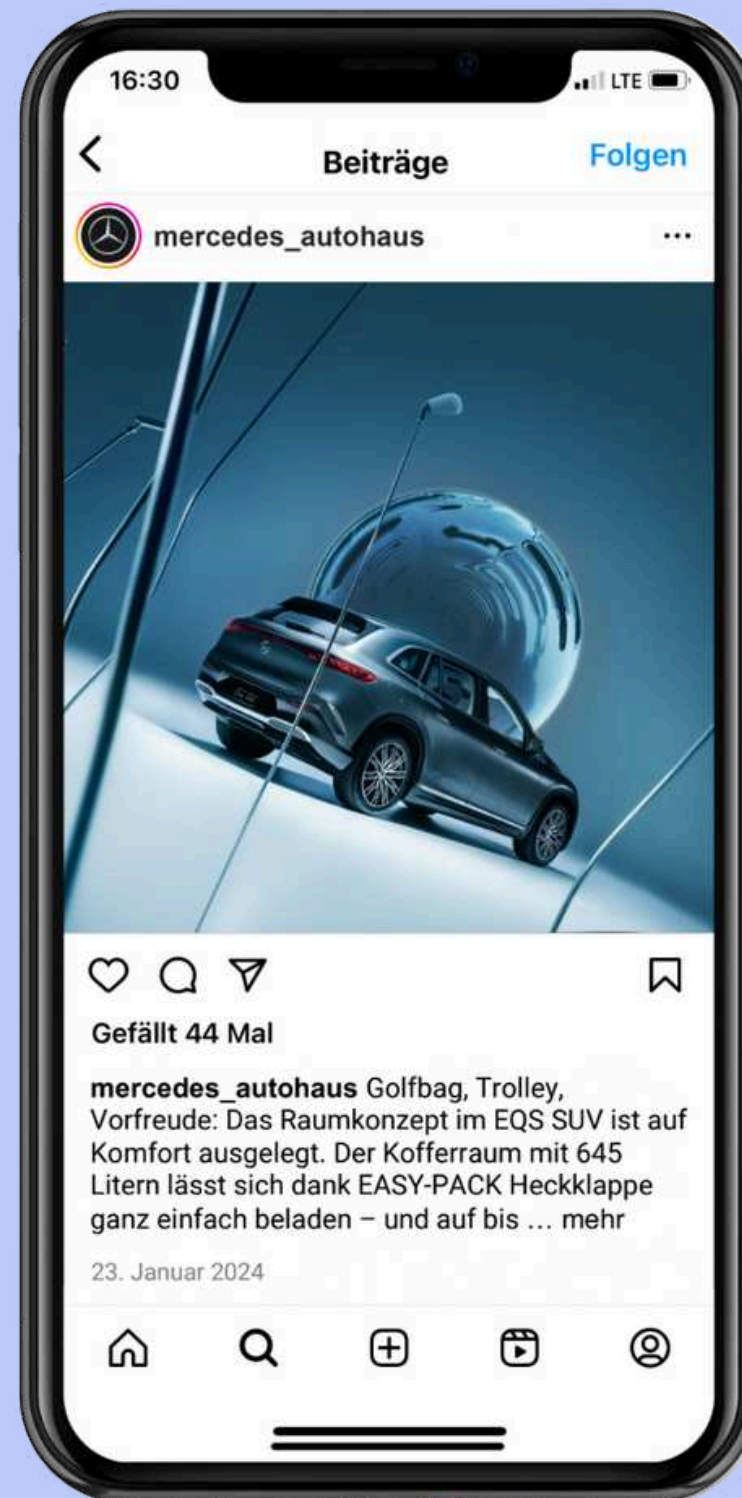 16:30
LTE
Beiträge
Folgen
mercedes_autohaus
Gefällt 44 Mal
mercedes_autohaus Golfbag, Trolley,
Vorfreude: Das Raumkonzept im EQS SUV ist auf
Komfort ausgelegt. Der Kofferraum mit 645
Litern lässt sich dank EASY-PACK Heckklappe
ganz einfach beladen – und auf bis … mehr
23. Januar 2024